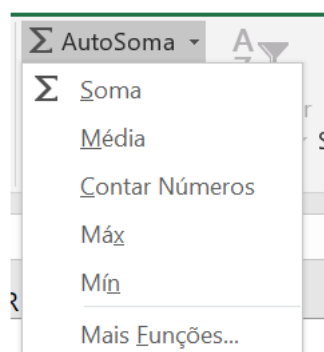 Σ AutoSoma
A
Z
Σ Soma
Média
Contar Números
Máx
Mín
Mais Funções...